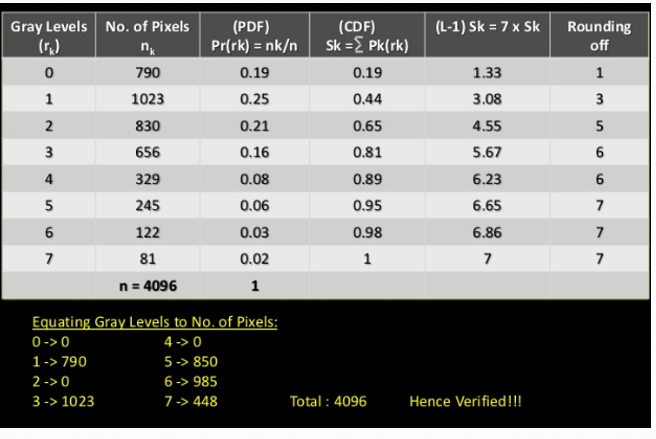 Gray Levels (rk) No. of Pixels nk (PDF) Pr(rk) = nk/n (CDF) Sk =∑ Pk(rk) (L-1) Sk = 7 x Sk Rounding off
0 790 0.19 0.19 1.33 1
1 1023 0.25 0.44 3.08 3
2 830 0.21 0.65 4.55 5
3 656 0.16 0.81 5.67 6
4 329 0.08 0.89 6.23 6
5 245 0.06 0.95 6.65 7
6 122 0.03 0.98 6.86 7
7 81 0.02 1 7 7
n = 4096 1
Equating Gray Levels to No. of Pixels:
0 -> 0 4 -> 0
1 -> 790 5 -> 850
2 -> 0 6 -> 985
3 -> 1023 7 -> 448 Total : 4096 Hence Verified!!!